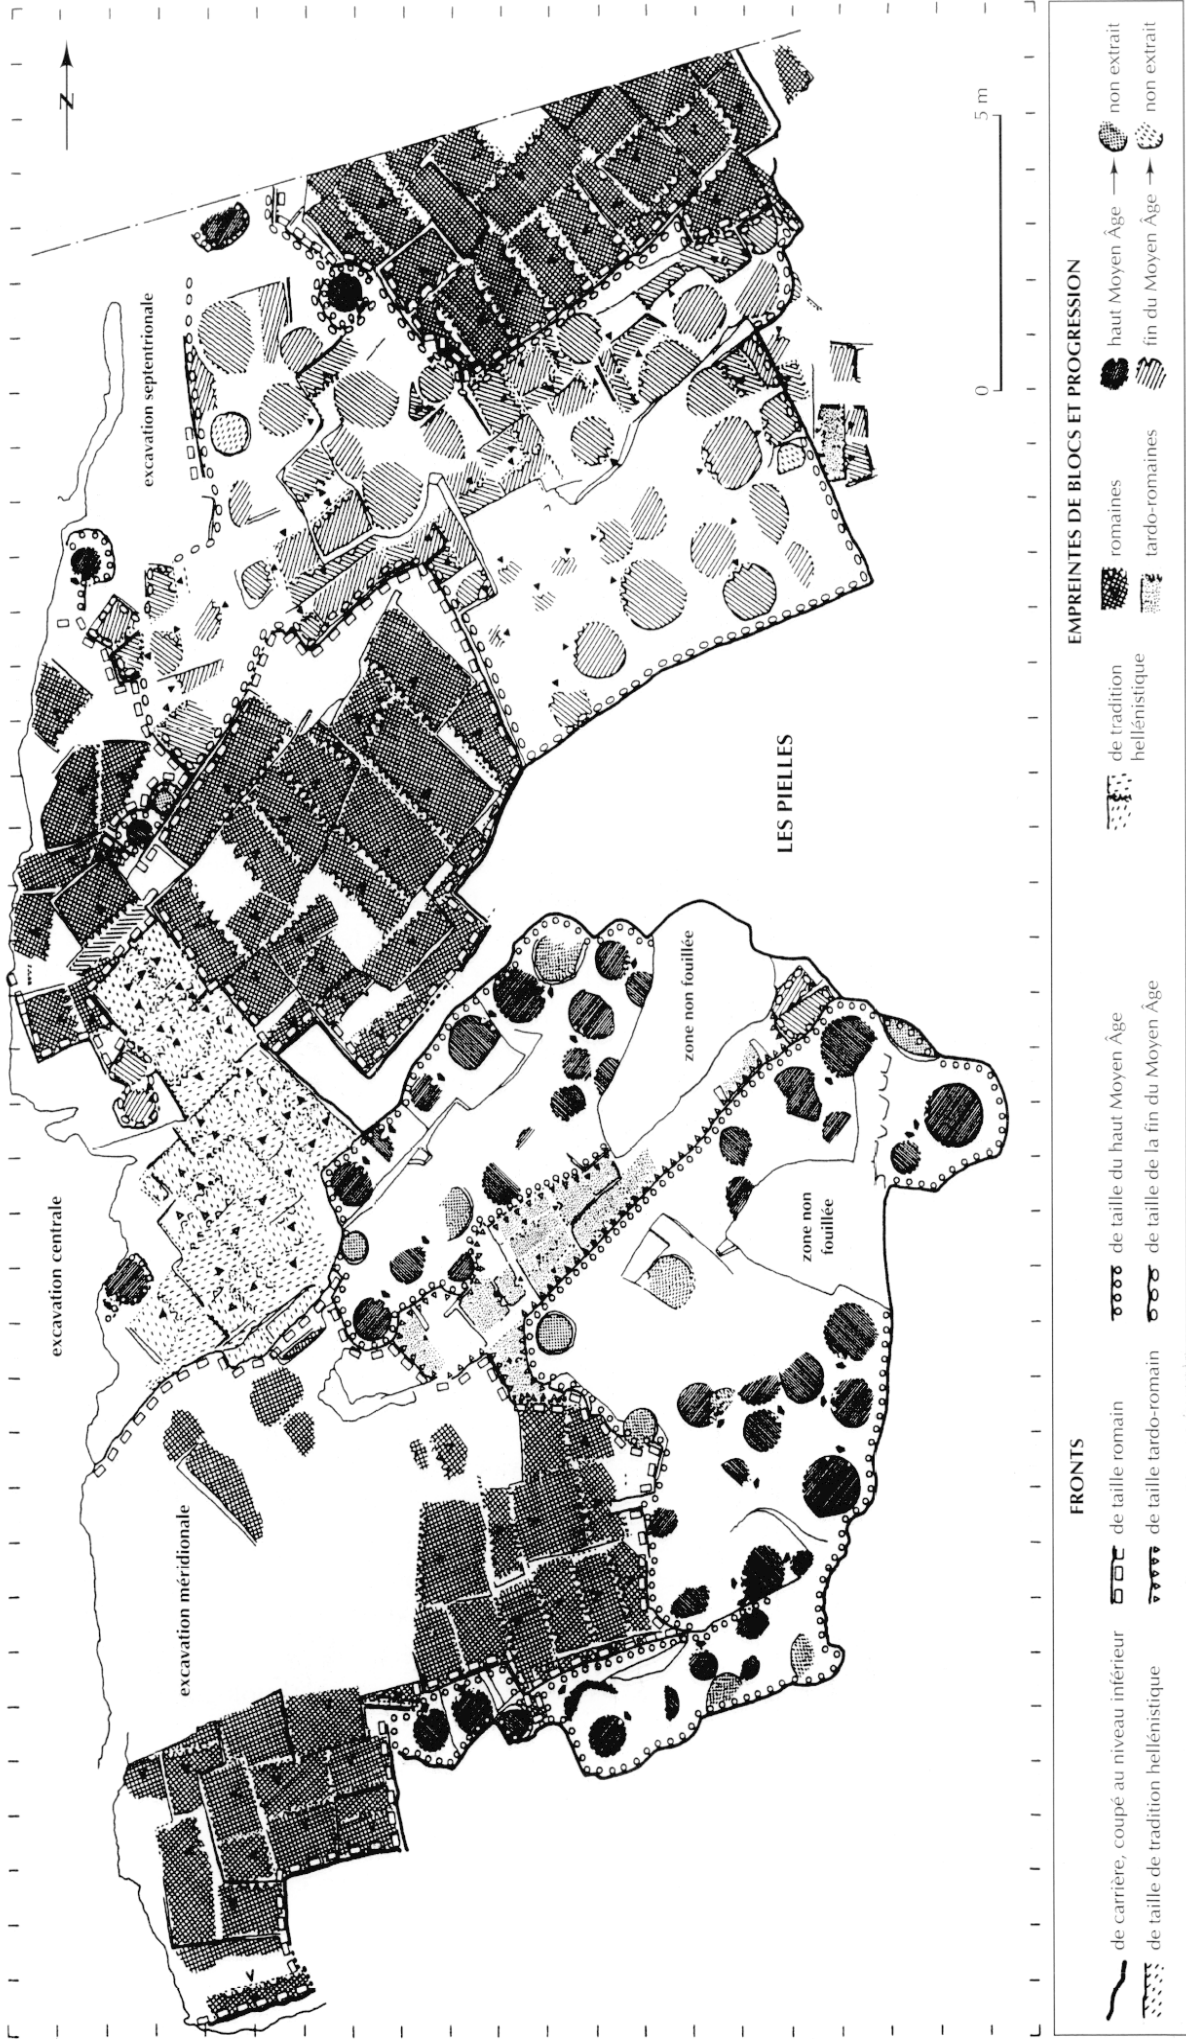 N
excavation septentrionale
5 m
0
excavation centrale
LES PIELLES
zone non fouillée
zone non
fouillée
excavation méridionale
FRONTS
de carrière, coupé au niveau inférieur
de taille romain
de taille du haut Moyen Âge
de taille de tradition hellénistique
de taille tardo-romain
de taille de la fin du Moyen Âge
EMPREINTES DE BLOCS ET PROGRESSION
de tradition
hellénistique
romaines
haut Moyen Âge
non extrait
tardo-romaines
fin du Moyen Âge
non extrait